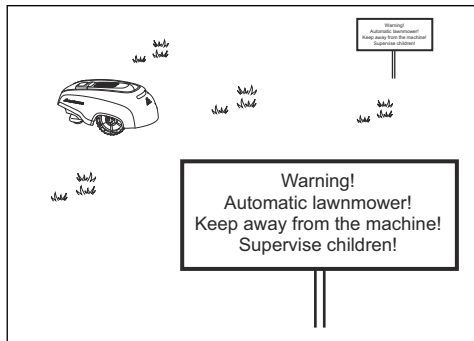 Warning!
Automatic lawnmower!
Keep away from the machine!
Supervise children!
Warning!
Automatic lawnmower!
Keep away from the machine!
Supervise children!